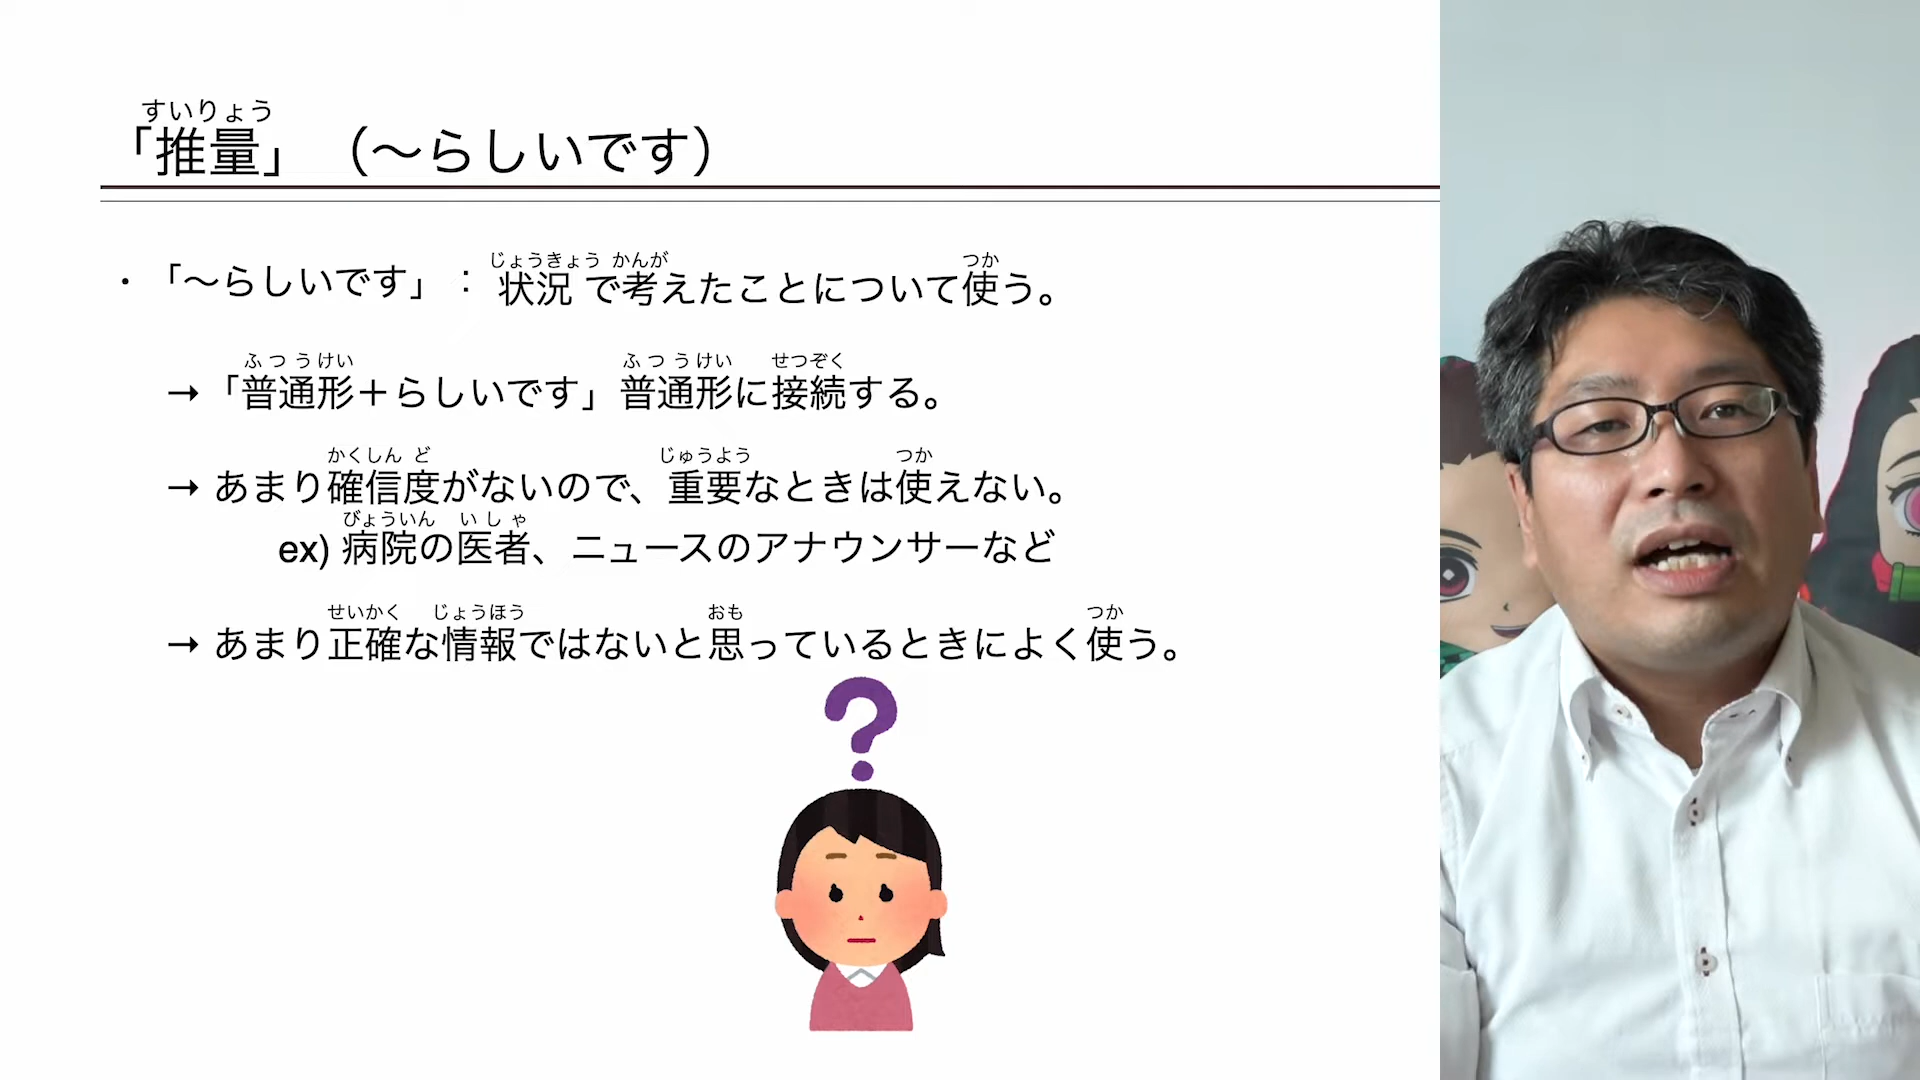 すいりょう
「推量」（～らしいです）
・「～らしいです」：状況で考えたことについて使う。
じょうきょう かんが つか
→「普通形＋らしいです」普通形に接続する。
ふつうけい ふつうけい せつぞく
→ あまり確信度がないので、重要なときは使えない。
かくしん ど じゅうよう つか
ex) 病院の医者、ニュースのアナウンサーなど
びょういん いしゃ
→ あまり正確な情報ではないと思っているときによく使う。
せいかく じょうほう おも つか
?